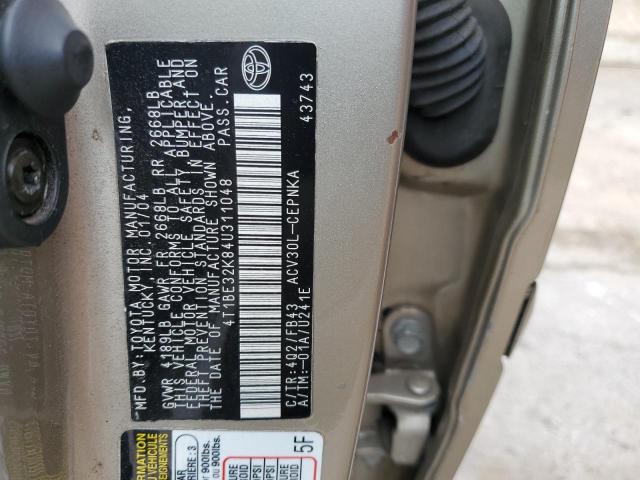 MFD.BY:TOYOTA MOTOR MANUFACTURING,
KENTUCKY, INC. 01/04
GVWR 4189LB GAWR FR 2668LB RR 2668LB
THIS VEHICLE CONFORMS TO ALL APPLICABLE
FEDERAL MOTOR VEHICLE SAFETY, BUMPER AND
THEFT PREVENTION STANDARDS IN EFFECT ON
THE DATE OF MANUFACTURE SHOWN ABOVE.
4T1BE32K84U311048 PASS.CAR
ACV30L-CEPNKA
C/TR:4Q2/FB43
A/TM:-01A/U241E
43743
TOYOTA
5F